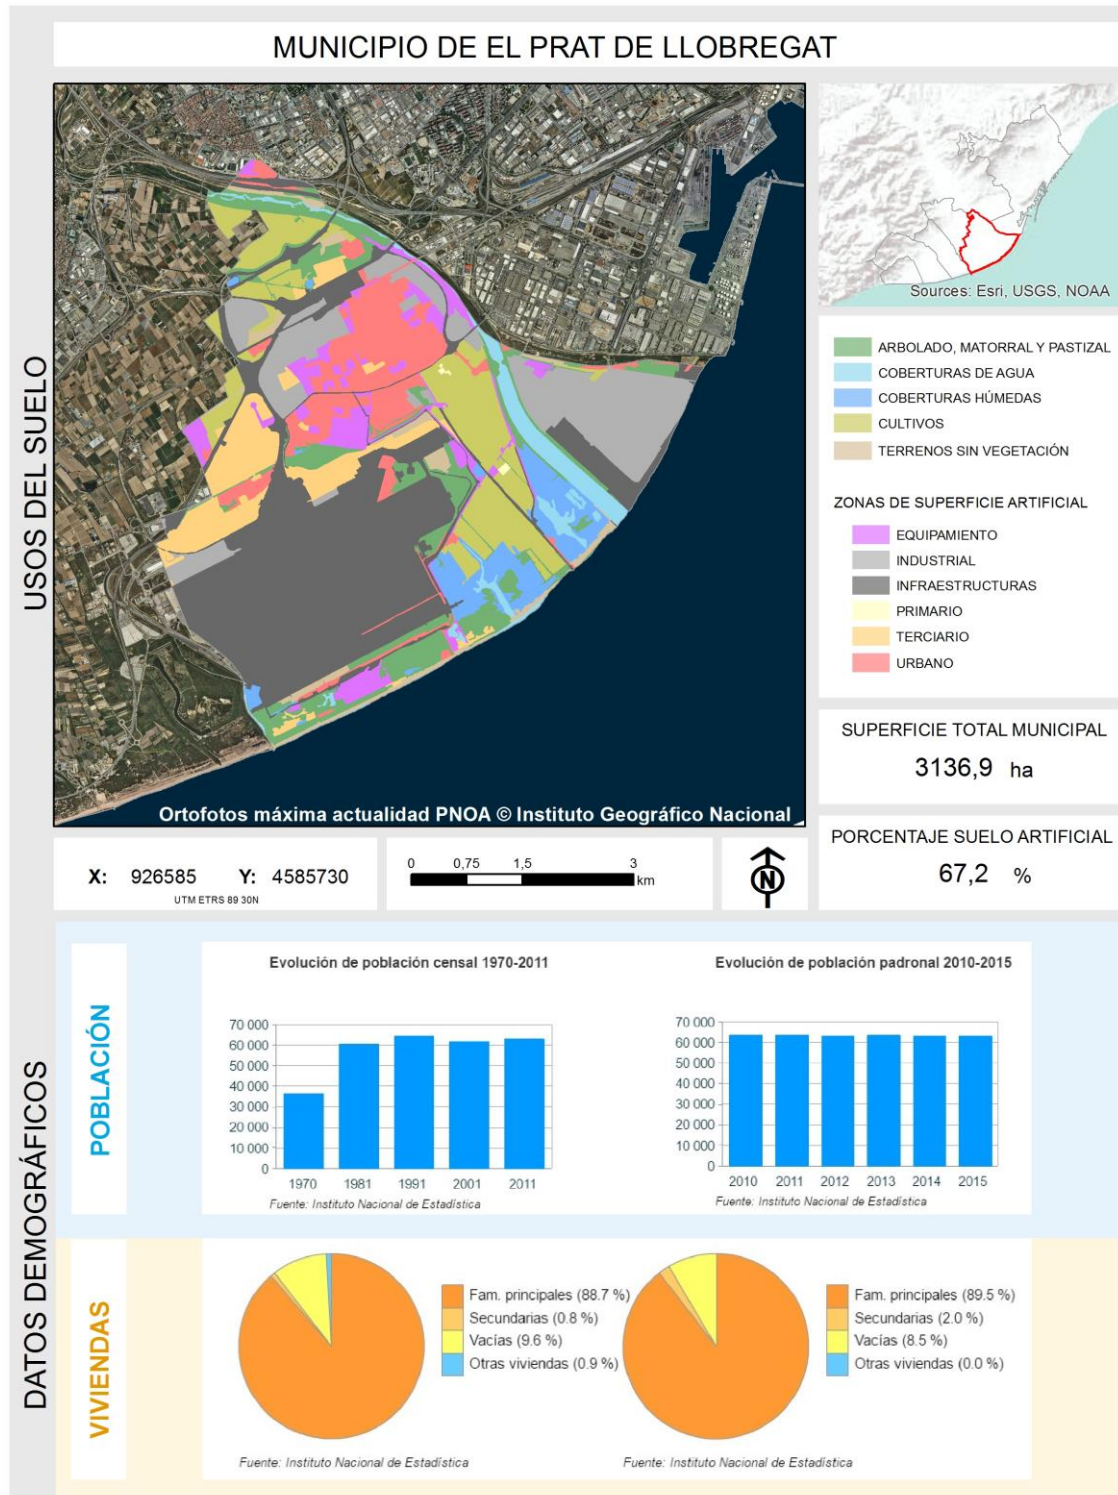 MUNICIPIO DE EL PRAT DE LLOBREGAT
USOS DEL SUELO
Ortofotos máxima actualidad PNOA © Instituto Geográfico Nacional
Sources: Esri, USGS, NOAA
ARBOLADO, MATORRAL Y PASTIZAL
COBERTURAS DE AGUA
COBERTURAS HÚMEDAS
CULTIVOS
TERRENOS SIN VEGETACIÓN
ZONAS DE SUPERFICIE ARTIFICIAL
EQUIPAMIENTO
INDUSTRIAL
INFRAESTRUCTURAS
PRIMARIO
TERCIARIO
URBANO
SUPERFICIE TOTAL MUNICIPAL
3136,9 ha
PORCENTAJE SUELO ARTIFICIAL
67,2 %
X: 926585 Y: 4585730
UTM ETRS 89 30N
0 0,75 1,5 3
km
N
DATOS DEMOGRÁFICOS
POBLACIÓN
Evolución de población censal 1970-2011
70 000
60 000
50 000
40 000
30 000
20 000
10 000
0
1970 1981 1991 2001 2011
Fuente: Instituto Nacional de Estadística
Evolución de población padronal 2010-2015
70 000
60 000
50 000
40 000
30 000
20 000
10 000
0
2010 2011 2012 2013 2014 2015
Fuente: Instituto Nacional de Estadística
VIVIENDAS
Fam. principales (88.7 %)
Secundarias (0.8 %)
Vacías (9.6 %)
Otras viviendas (0.9 %)
Fuente: Instituto Nacional de Estadística
Fam. principales (89.5 %)
Secundarias (2.0 %)
Vacías (8.5 %)
Otras viviendas (0.0 %)
Fuente: Instituto Nacional de Estadística